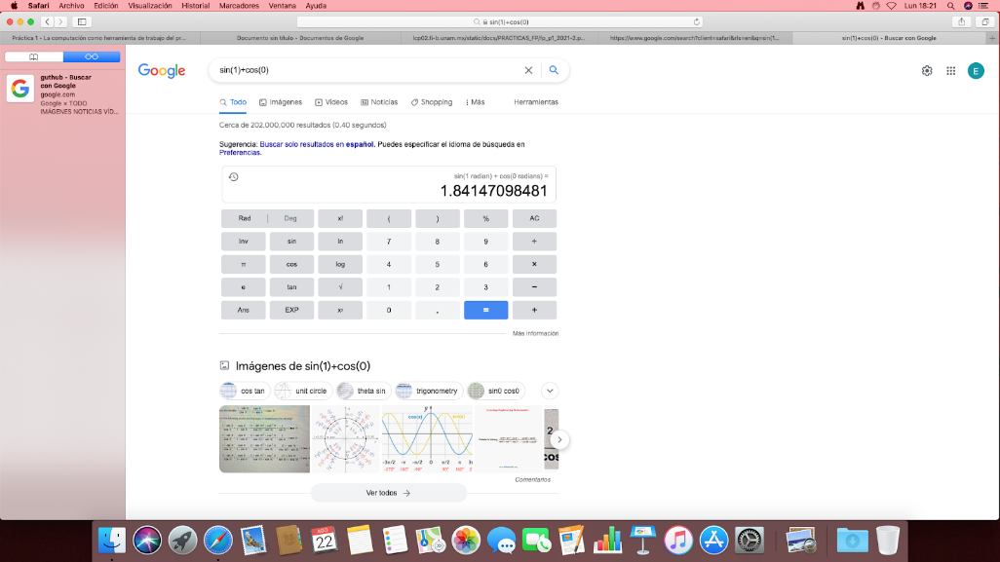 Safari Archivo Edición Visualización Historial Marcadores Ventana Ayuda Lun 18:21
sin(1)+cos(0)
Práctica 1 - La computación como herramienta de trabajo del pr... Documento sin título - Documentos de Google lcp02.fi-b.unam.mx/static/docs/PRACTICAS_FP/fp_p1_2021-2.p... https://www.google.com/search?client=safari&rls=en&q=sin(1... sin(1)+cos(0) - Buscar con Google
guthub - Buscar
con Google
google.com
Google × TODO
IMÁGENES NOTICIAS VÍD...
Google sin(1)+cos(0) E
Todo Imágenes Videos Noticias Shopping Más Herramientas
Cerca de 202,000,000 resultados (0.40 segundos)
Sugerencia: Buscar solo resultados en español. Puedes especificar el idioma de búsqueda en
Preferencias.
sin(1 radian) + cos(0 radians) =
1.84147098481
Rad Deg x! ( ) % AC
Inv sin ln 7 8 9 ÷
π cos log 4 5 6 ×
e tan √ 1 2 3 −
Ans EXP xʸ 0 , = +
Más información
Imágenes de sin(1)+cos(0)
cos tan unit circle theta sin trigonometry sin0 cos0
Comentarios
Ver todos →
AGO
22